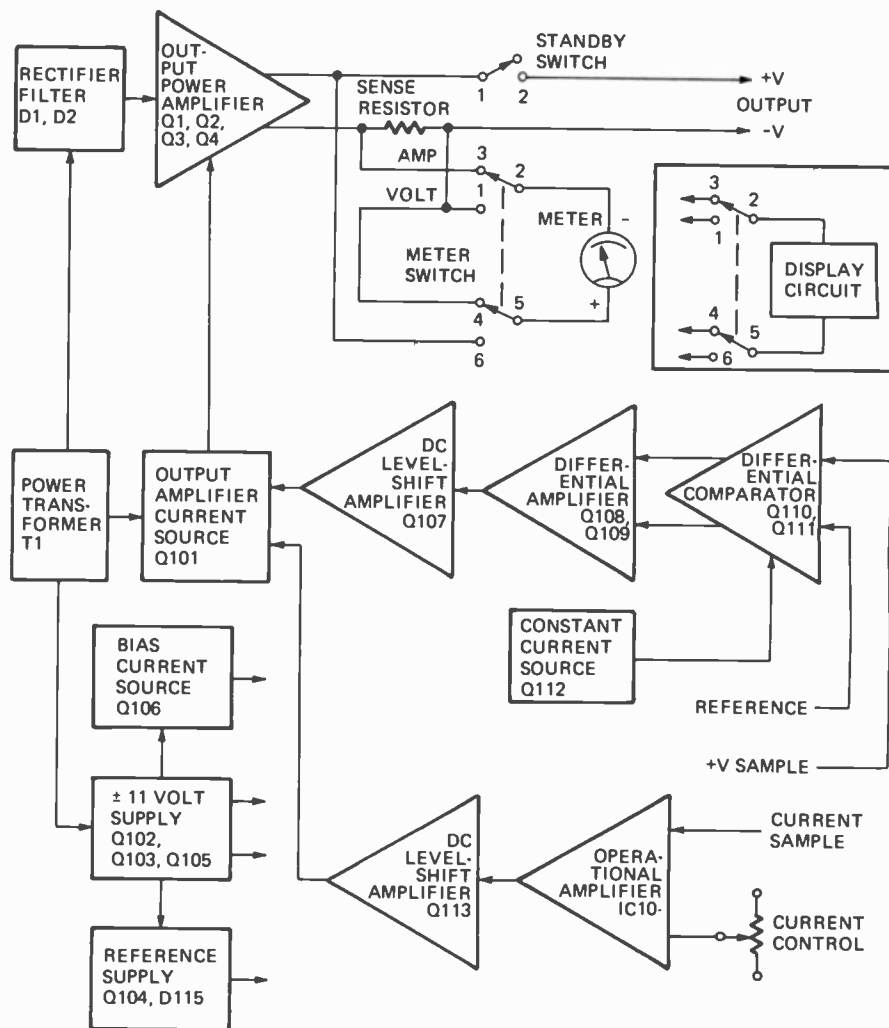 RECTIFIER
FILTER
D1, D2
OUT-
PUT
POWER
AMPLIFIER
Q1, Q2,
Q3, Q4
SENSE
RESISTOR
STANDBY
SWITCH
1
2
+V
OUTPUT
-V
AMP
3
2
VOLT
1
METER
-
METER
SWITCH
+
4
5
6
3
2
1
DISPLAY
CIRCUIT
4
5
6
POWER
TRANS-
FORMER
T1
OUTPUT
AMPLIFIER
CURRENT
SOURCE
Q101
DC
LEVEL-
SHIFT
AMPLIFIER
Q107
DIFFER-
ENTIAL
AMPLIFIER
Q108,
Q109
DIFFER-
ENTIAL
COMPARATOR
Q110,
Q111
BIAS
CURRENT
SOURCE
Q106
CONSTANT
CURRENT
SOURCE
Q112
REFERENCE
+V SAMPLE
± 11 VOLT
SUPPLY
Q102,
Q103, Q105
DC
LEVEL-
SHIFT
AMPLIFIER
Q113
OPERA-
TIONAL
AMPLIFIER
IC10-
CURRENT
SAMPLE
CURRENT
CONTROL
REFERENCE
SUPPLY
Q104, D115